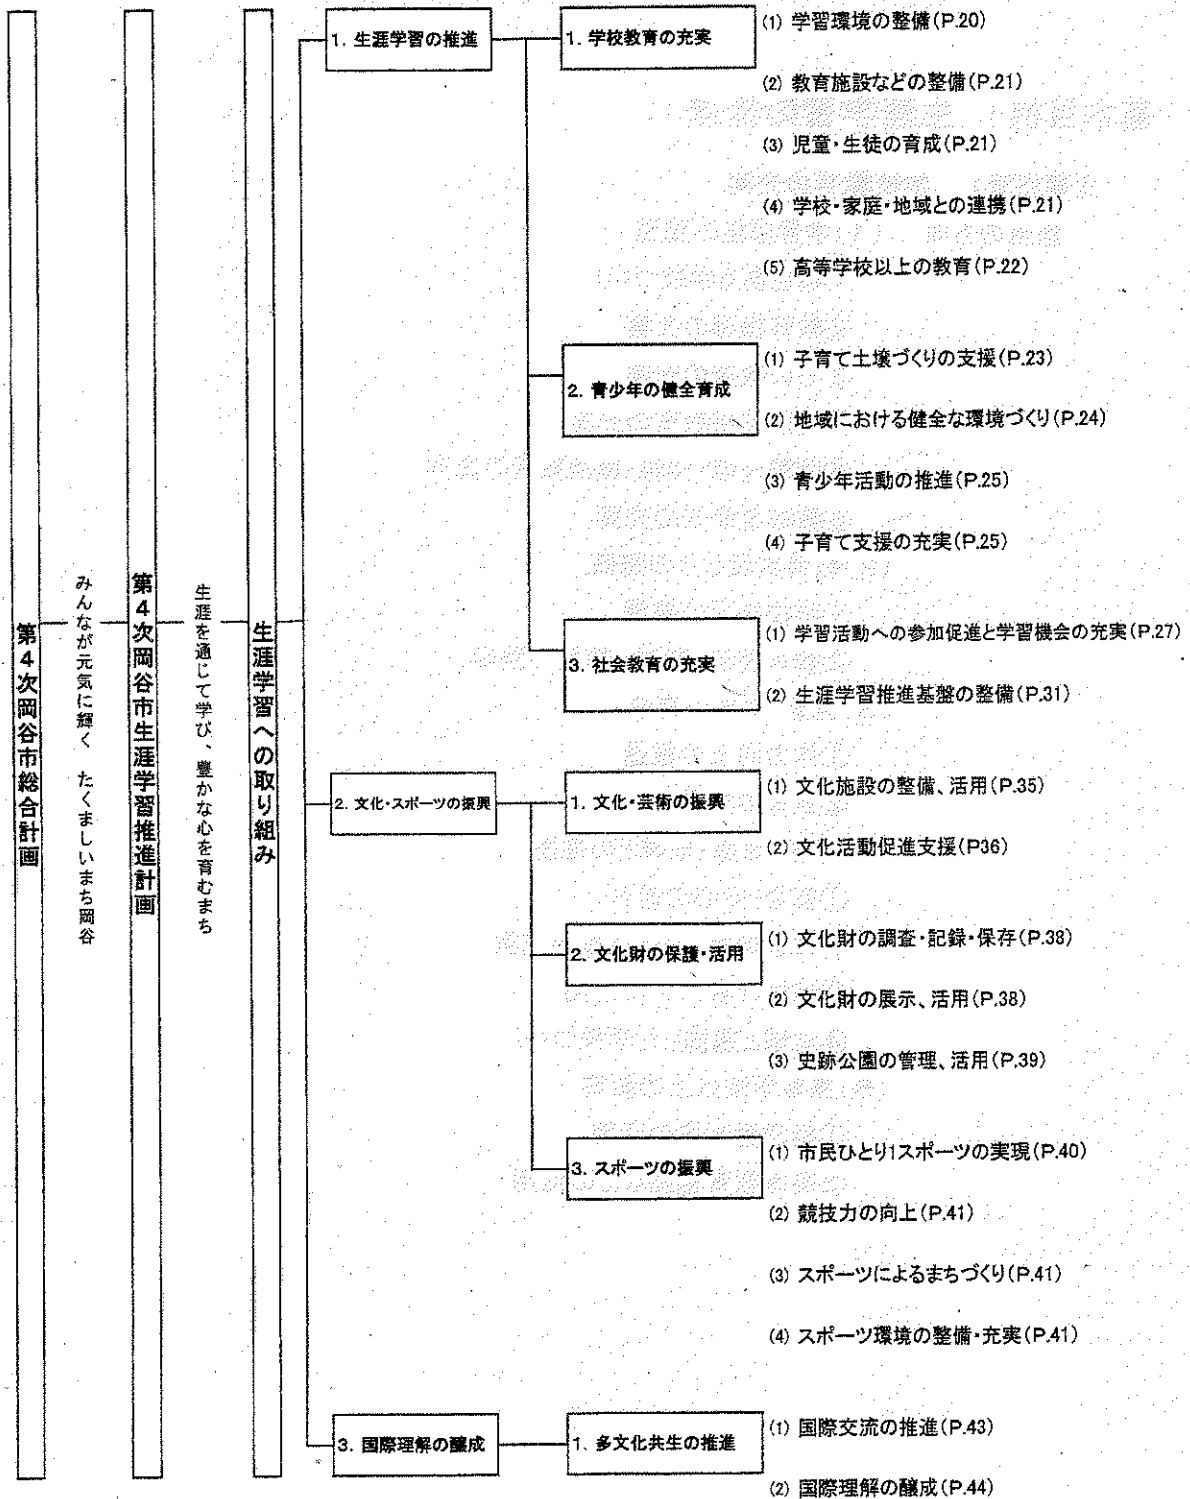 第4次岡谷市総合計画
みんなが元気に輝く たくましいまち岡谷
第4次岡谷市生涯学習推進計画
生涯を通じて学び、豊かな心を育むまち
生涯学習への取り組み
1. 生涯学習の推進
1. 学校教育の充実
(1) 学習環境の整備(P.20)
(2) 教育施設などの整備(P.21)
(3) 児童・生徒の育成(P.21)
(4) 学校・家庭・地域との連携(P.21)
(5) 高等学校以上の教育(P.22)
2. 青少年の健全育成
(1) 子育て土壌づくりの支援(P.23)
(2) 地域における健全な環境づくり(P.24)
(3) 青少年活動の推進(P.25)
(4) 子育て支援の充実(P.25)
3. 社会教育の充実
(1) 学習活動への参加促進と学習機会の充実(P.27)
(2) 生涯学習推進基盤の整備(P.31)
2. 文化・スポーツの振興
1. 文化・芸術の振興
(1) 文化施設の整備、活用(P.35)
(2) 文化活動促進支援(P36)
2. 文化財の保護・活用
(1) 文化財の調査・記録・保存(P.38)
(2) 文化財の展示、活用(P.38)
(3) 史跡公園の管理、活用(P.39)
3. スポーツの振興
(1) 市民ひとり1スポーツの実現(P.40)
(2) 競技力の向上(P.41)
(3) スポーツによるまちづくり(P.41)
(4) スポーツ環境の整備・充実(P.41)
3. 国際理解の醸成
1. 多文化共生の推進
(1) 国際交流の推進(P.43)
(2) 国際理解の醸成(P.44)